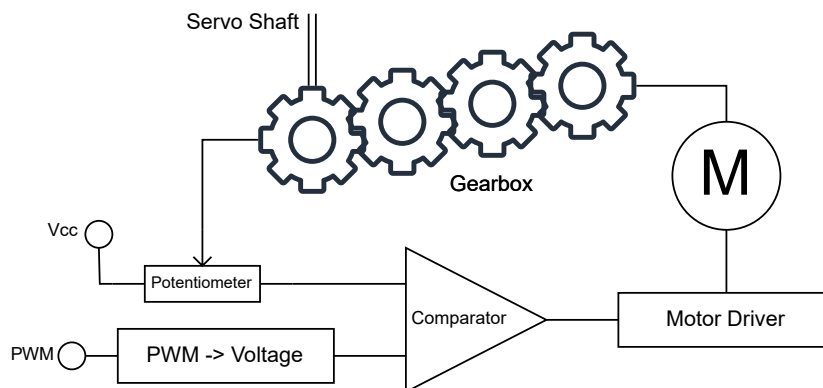 Servo Shaft
Gearbox
M
Vcc
Potentiometer
Comparator
Motor Driver
PWM
PWM -> Voltage